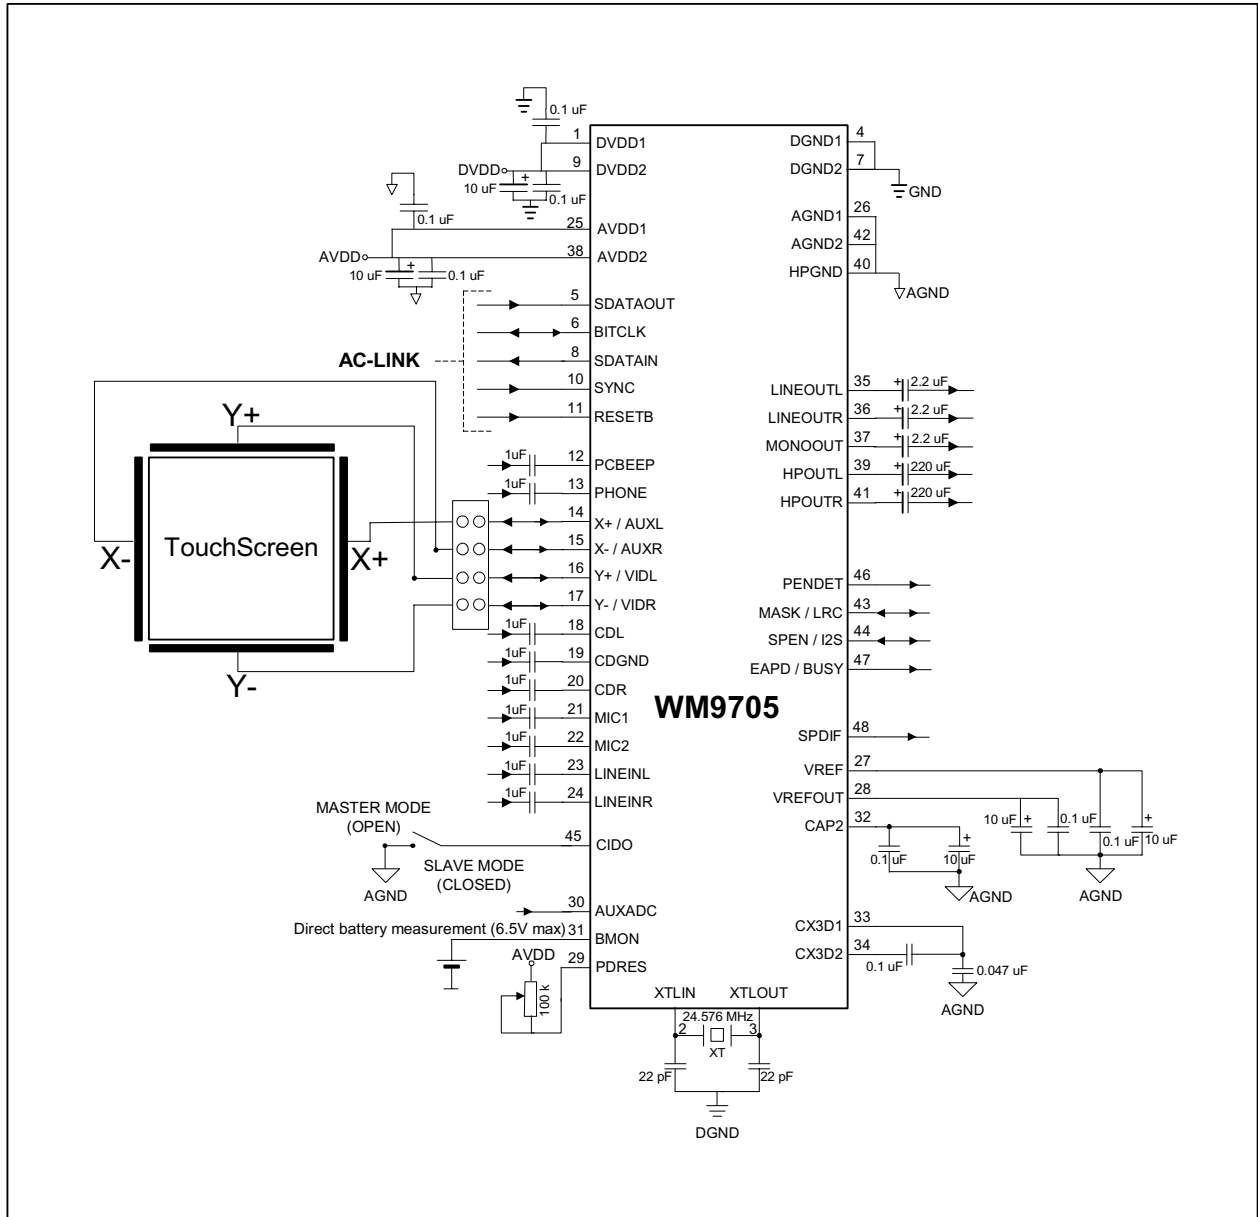 0.1 uF
1 DVDD1
DVDD 9 DVDD2
10 uF + 0.1 uF
0.1 uF
25 AVDD1
AVDD 38 AVDD2
10 uF + 0.1 uF
5 SDATAOUT
6 BITCLK
AC-LINK
8 SDATAIN
10 SYNC
11 RESETB
Y+
X-
TouchScreen
X+
Y-
1uF 12 PCBEEP
1uF 13 PHONE
14 X+ / AUXL
15 X- / AUXR
16 Y+ / VIDL
17 Y- / VIDR
1uF 18 CDL
1uF 19 CDGND
1uF 20 CDR
1uF 21 MIC1
1uF 22 MIC2
1uF 23 LINEINL
1uF 24 LINEINR
MASTER MODE
(OPEN)
45 CIDO
SLAVE MODE
(CLOSED)
AGND
30 AUXADC
Direct battery measurement (6.5V max) 31 BMON
AVDD 29 PDRES
100 k
WM9705
DGND1 4
DGND2 7
GND
AGND1 26
AGND2 42
HPGND 40
AGND
LINEOUTL 35 + 2.2 uF
LINEOUTR 36 + 2.2 uF
MONOOUT 37 + 2.2 uF
HPOUTL 39 + 220 uF
HPOUTR 41 + 220 uF
PENDET 46
MASK / LRC 43
SPEN / I2S 44
EAPD / BUSY 47
SPDIF 48
VREF 27
VREFOUT 28
CAP2 32
10 uF + 0.1 uF 0.1 uF + 10 uF
AGND
0.1 uF + 10 uF
AGND
CX3D1 33
CX3D2 34
0.1 uF
0.047 uF
AGND
XTLIN XTLOUT
24.576 MHz
2 3
XT
22 pF 22 pF
DGND